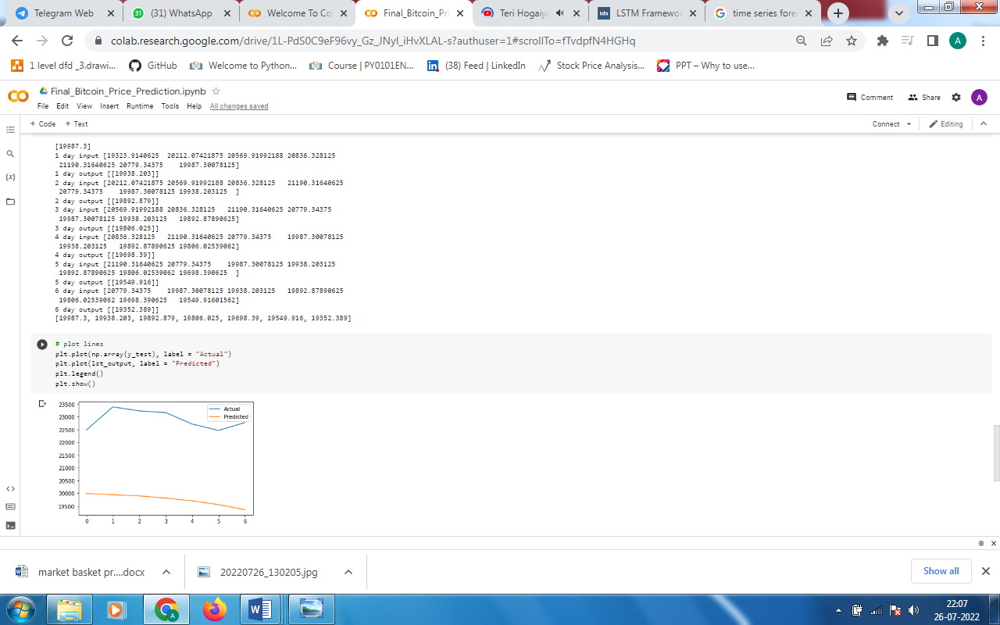 Telegram Web
(31) WhatsApp
Welcome To Co
Final_Bitcoin_Pr
Teri Hogaiy
tds LSTM Framewor
time series fore
colab.research.google.com/drive/1L-PdS0C9eF96vy_Gz_JNyl_iHvXLAL-s?authuser=1#scrollTo=fTvdpfN4HGHq
A
1 level dfd _3.drawi...
GitHub
Welcome to Python...
Course | PY0101EN...
(38) Feed | LinkedIn
Stock Price Analysis...
PPT – Why to use...
Final_Bitcoin_Price_Prediction.ipynb
File Edit View Insert Runtime Tools Help All changes saved
Comment Share A
+ Code + Text
Connect Editing
[19987.3]
1 day input [19323.9140625 20212.07421875 20569.91992188 20836.328125
21190.31640625 20779.34375 19987.30078125]
1 day output [[19938.203]]
2 day input [20212.07421875 20569.91992188 20836.328125 21190.31640625
20779.34375 19987.30078125 19938.203125 ]
2 day output [[19892.879]]
3 day input [20569.91992188 20836.328125 21190.31640625 20779.34375
19987.30078125 19938.203125 19892.87890625]
3 day output [[19806.025]]
4 day input [20836.328125 21190.31640625 20779.34375 19987.30078125
19938.203125 19892.87890625 19806.02539062]
4 day output [[19698.39]]
5 day input [21190.31640625 20779.34375 19987.30078125 19938.203125
19892.87890625 19806.02539062 19698.390625 ]
5 day output [[19549.916]]
6 day input [20779.34375 19987.30078125 19938.203125 19892.87890625
19806.02539062 19698.390625 19549.91601562]
6 day output [[19352.389]]
[19987.3, 19938.203, 19892.879, 19806.025, 19698.39, 19549.916, 19352.389]
# plot lines
plt.plot(np.array(y_test), label = "Actual")
plt.plot(lst_output, label = "Predicted")
plt.legend()
plt.show()
Actual
Predicted
23500
23000
22500
22000
21500
21000
20500
20000
19500
0 1 2 3 4 5 6
market basket pr....docx
20220726_130205.jpg
Show all
22:07
26-07-2022